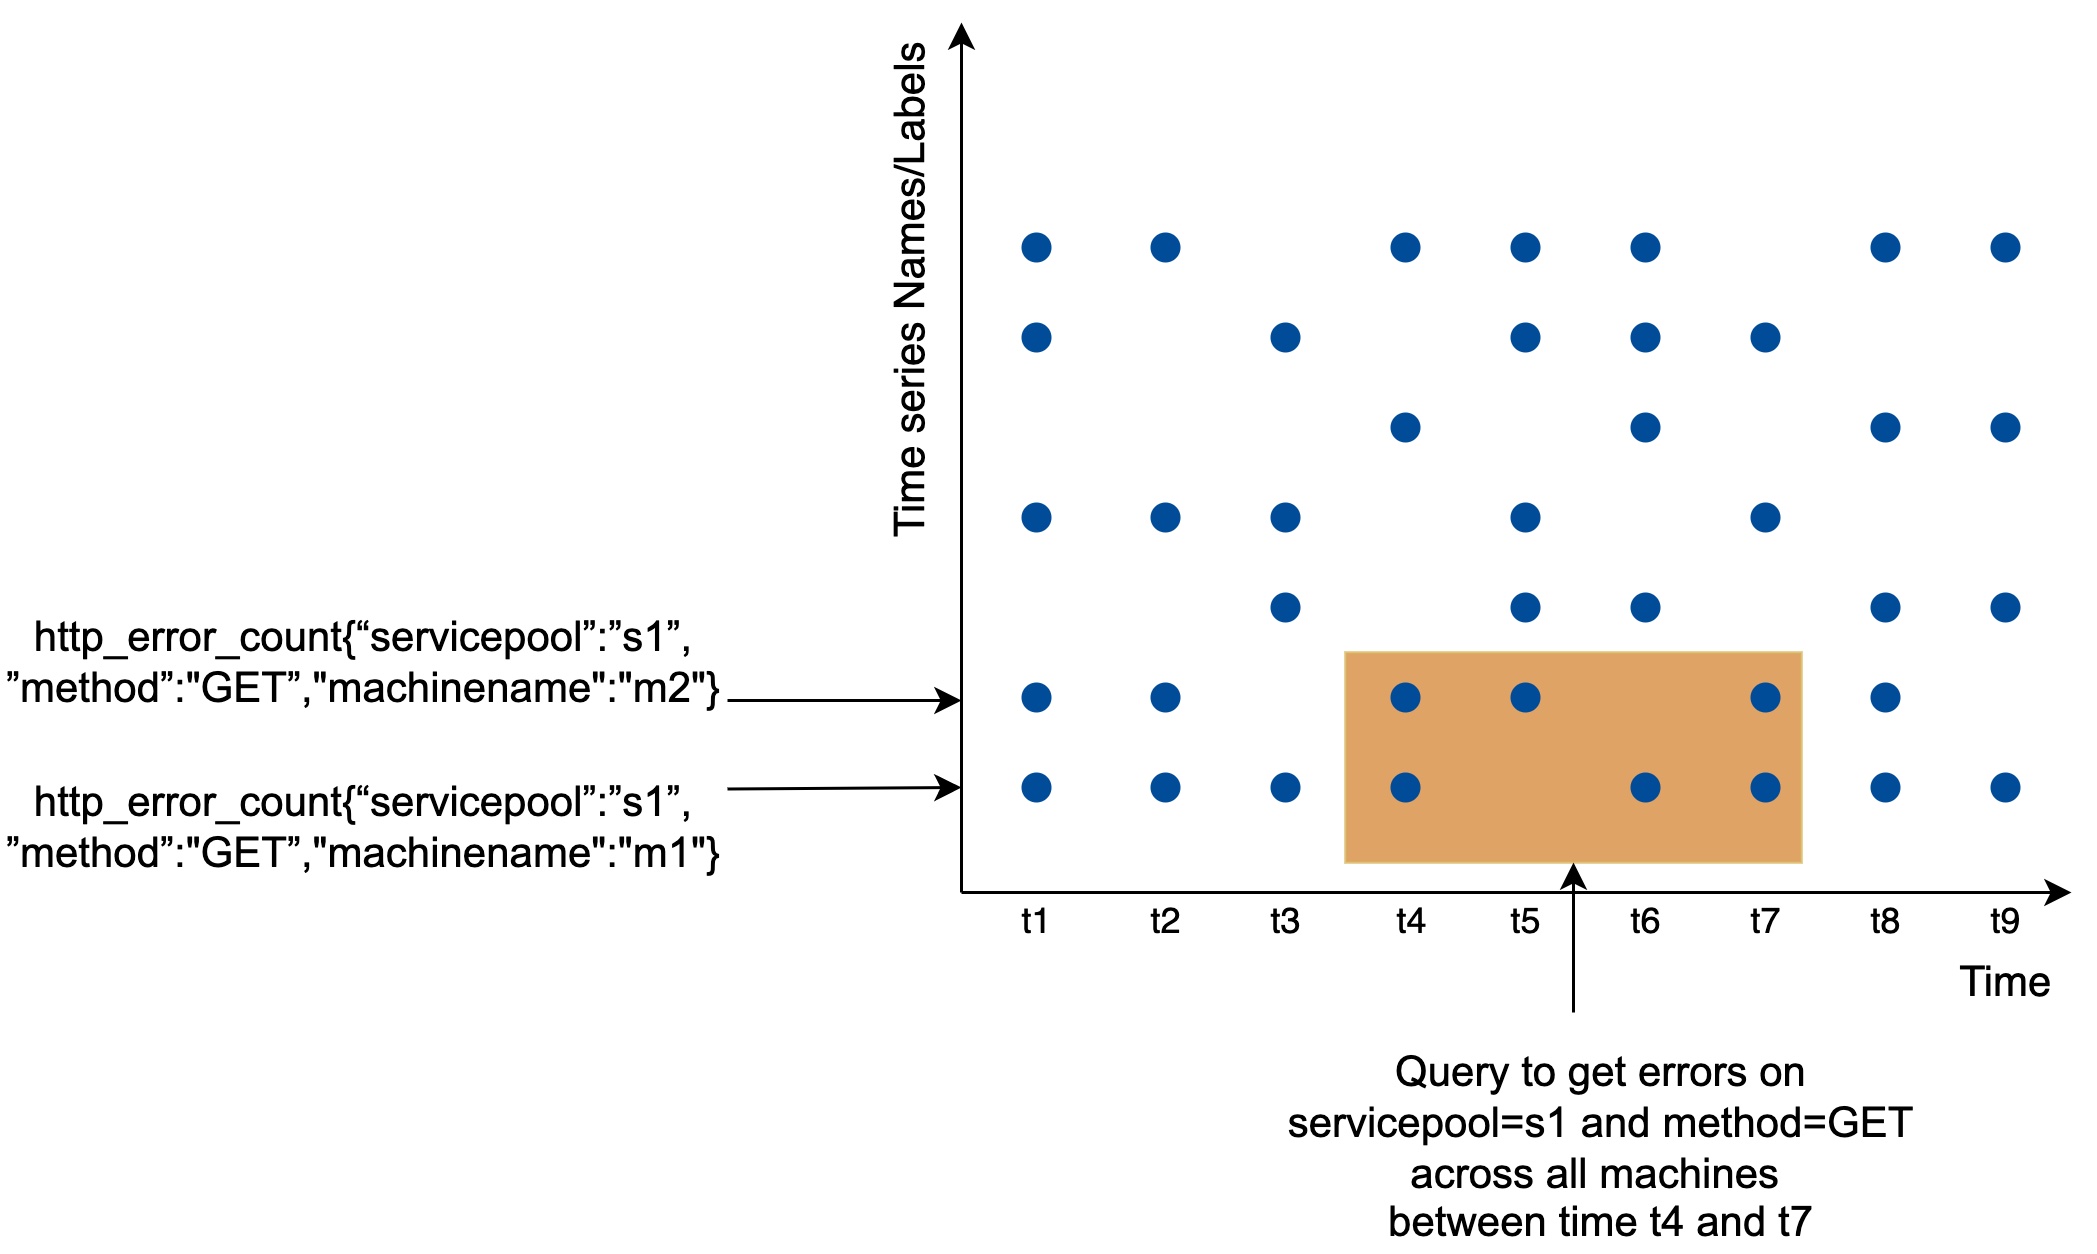 Time series Names/Labels
http_error_count{“servicepool”:”s1”,
”method”:"GET”,"machinename":"m2"}
http_error_count{“servicepool”:”s1”,
”method”:"GET”,"machinename":"m1"}
t1 t2 t3 t4 t5 t6 t7 t8 t9
Time
Query to get errors on
servicepool=s1 and method=GET
across all machines
between time t4 and t7